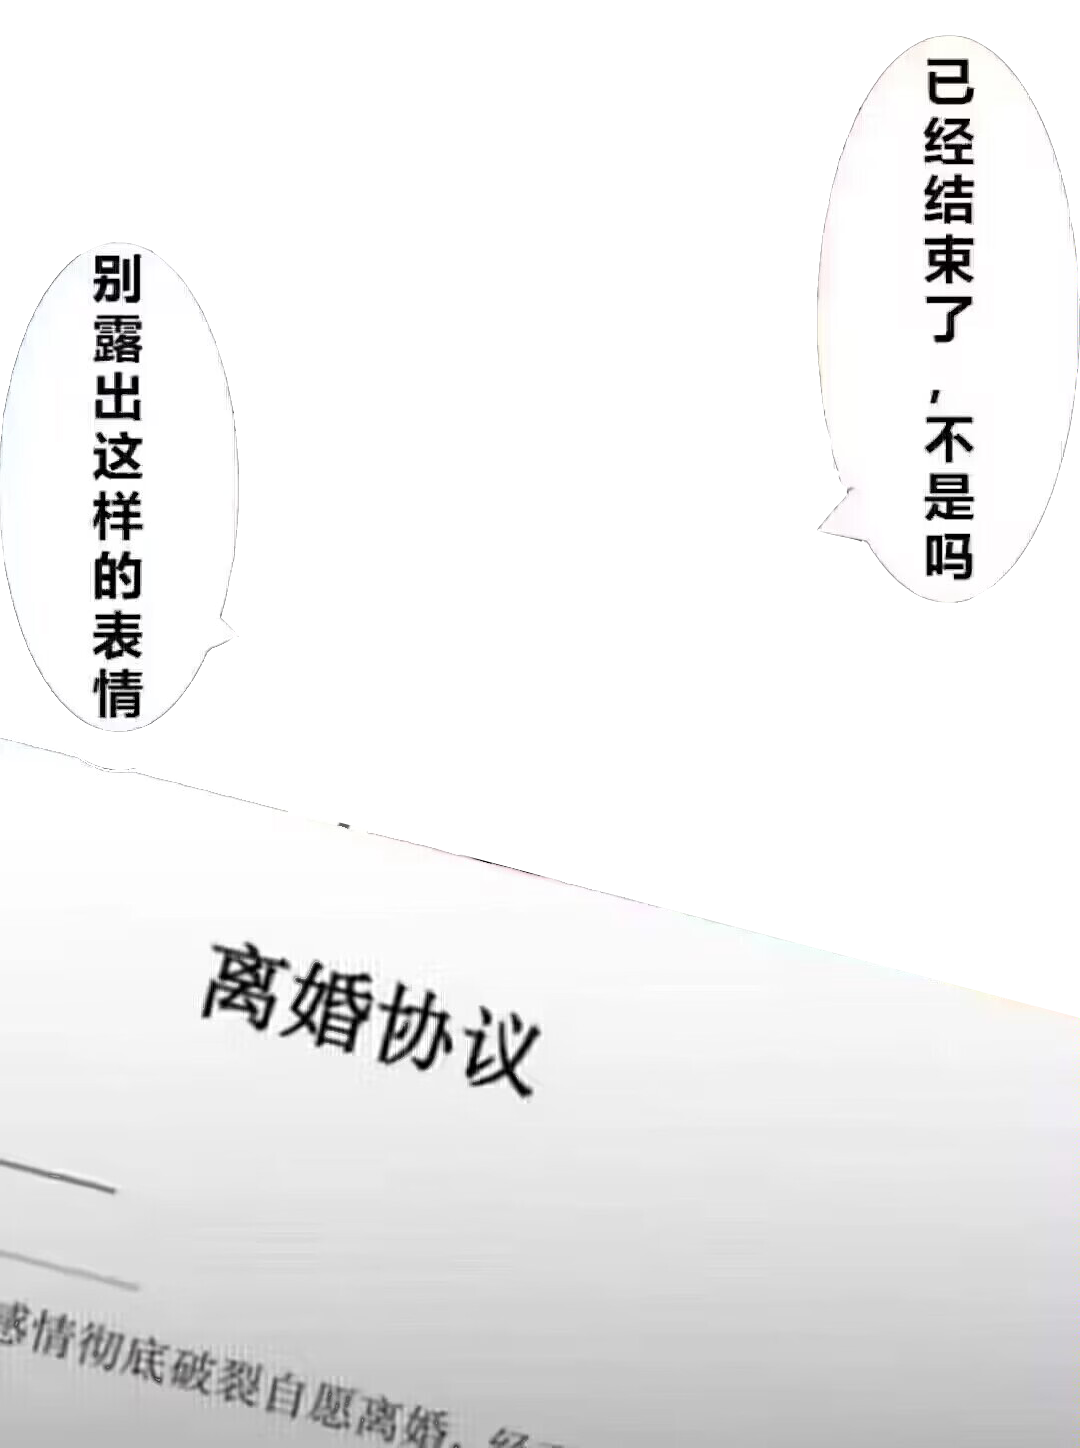 已经结束了,不是吗
别露出这样的表情
离婚协议
感情彻底破裂自愿离婚,经